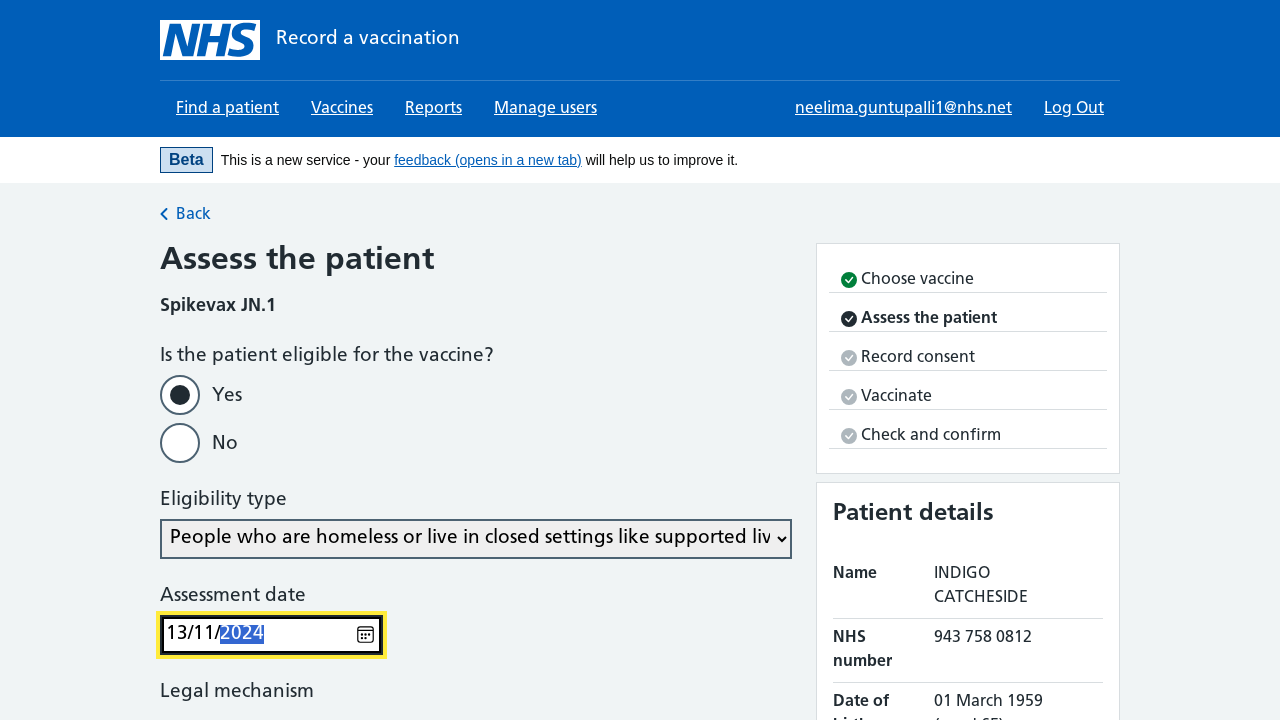 NHS Record a vaccination
Find a patient Vaccines Reports Manage users neelima.guntupalli1@nhs.net Log Out
Beta This is a new service - your feedback (opens in a new tab) will help us to improve it.
Back
Assess the patient
Spikevax JN.1
Is the patient eligible for the vaccine?
Yes
No
Eligibility type
People who are homeless or live in closed settings like supported liv
Assessment date
13/11/2024
Legal mechanism
Choose vaccine
Assess the patient
Record consent
Vaccinate
Check and confirm
Patient details
Name INDIGO
CATCHESIDE
NHS 943 758 0812
number
Date of 01 March 1959